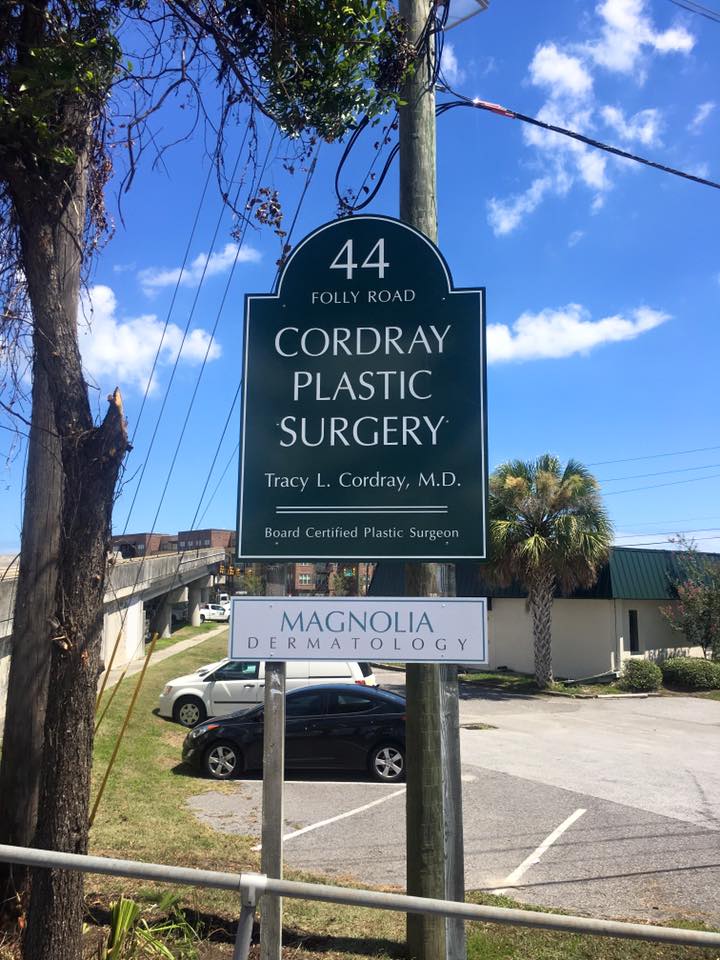 44
FOLLY ROAD
CORDRAY
PLASTIC
SURGERY
Tracy L. Cordray, M.D.
Board Certified Plastic Surgeon
MAGNOLIA
DERMATOLOGY